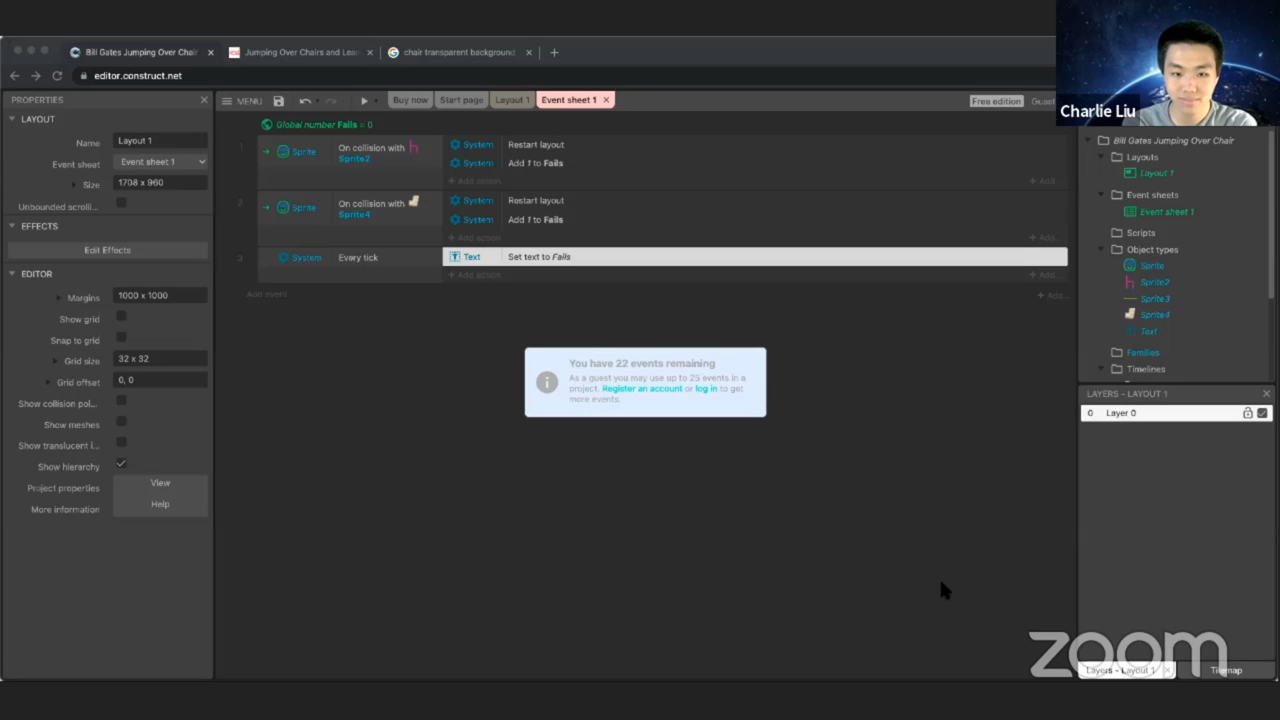 Bill Gates Jumping Over Chair
Jumping Over Chairs and Lear
chair transparent background
editor.construct.net
Charlie Liu
PROPERTIES
MENU
Buy now
Start page
Layout 1
Event sheet 1
Free edition
Guest
LAYOUT
Name
Layout 1
Event sheet
Event sheet 1
Size
1708 x 960
Unbounded scrolli...
EFFECTS
Edit Effects
EDITOR
Margins
1000 x 1000
Show grid
Snap to grid
Grid size
32 x 32
Grid offset
0, 0
Show collision pol...
Show meshes
Show translucent i...
Show hierarchy
Project properties
View
More information
Help
Global number Fails = 0
1
Sprite
On collision with
Sprite2
System
Restart layout
System
Add 1 to Fails
+ Add action
+ Add
2
Sprite
On collision with
Sprite4
System
Restart layout
System
Add 1 to Fails
+ Add action
+ Add...
3
System
Every tick
Text
Set text to Fails
+ Add action
+ Add...
Add event
+ Add...
You have 22 events remaining
As a guest you may use up to 25 events in a
project. Register an account or log in to get
more events.
Bill Gates Jumping Over Chair
Layouts
Layout 1
Event sheets
Event sheet 1
Scripts
Object types
Sprite
Sprite2
Sprite3
Sprite4
Text
Families
Timelines
LAYERS - LAYOUT 1
0 Layer 0
zoom
Layers - Layout 1
Tilemap